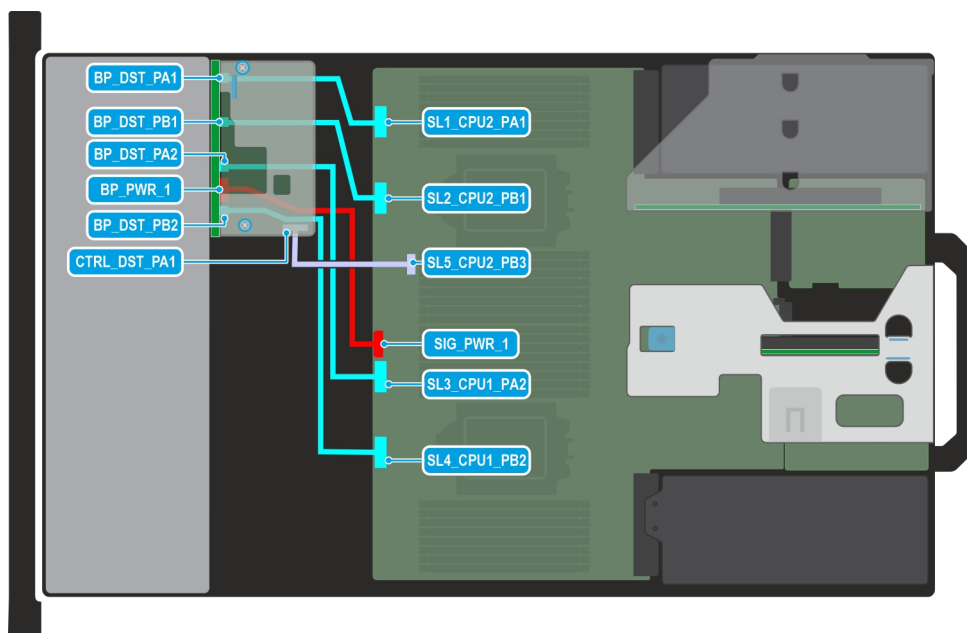 BP_DST_PA1
BP_DST_PB1
BP_DST_PA2
BP_PWR_1
BP_DST_PB2
CTRL_DST_PA1
SL1_CPU2_PA1
SL2_CPU2_PB1
SL5_CPU2_PB3
SIG_PWR_1
SL3_CPU1_PA2
SL4_CPU1_PB2